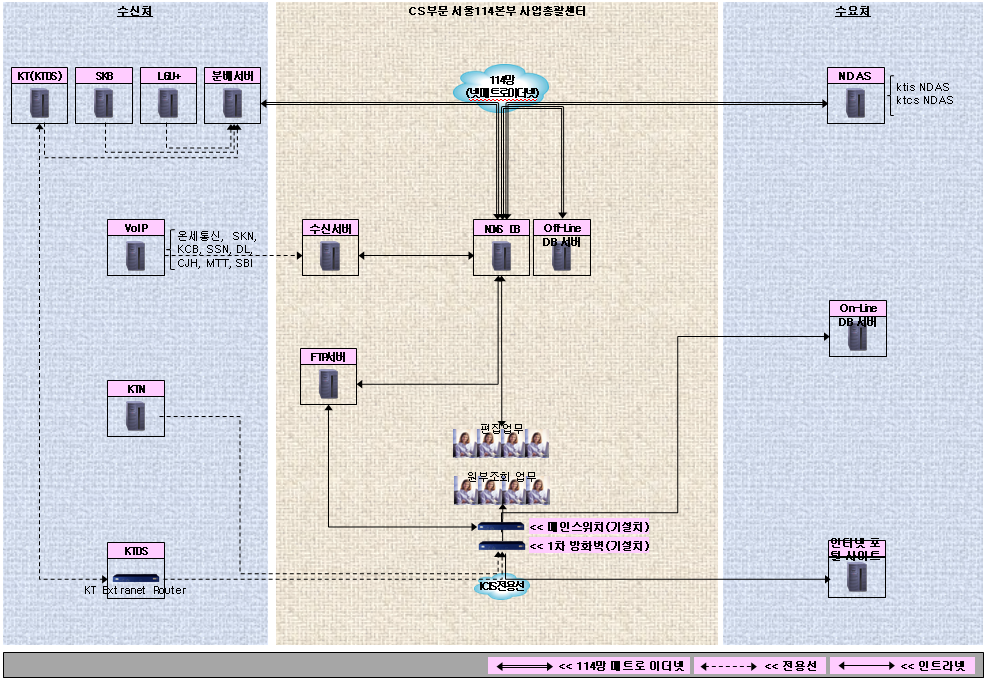 수신처
CS부문 서울114본부 사업총괄센터
수요처
KT(KTDS)
SKB
LGU+
분배서버
114망
(넷메트로이더넷)
NDAS
ktis NDAS
ktcs NDAS
VoIP
온세통신, SKN,
KCB, SSN, DL,
CJH, MTT, SBI
수신서버
NDAS DB
Off-Line
DB 서버
On-Line
DB 서버
FTP서버
KTN
편집업무
원부조회 업무
<< 메인스위치(기설치)
<< 1차 방화벽(기설치)
KTDS
KT Extranet Router
ICIS전용선
인터넷 포
털 사이트
<< 114망 메트로 이더넷
<< 전용선
<< 인트라넷